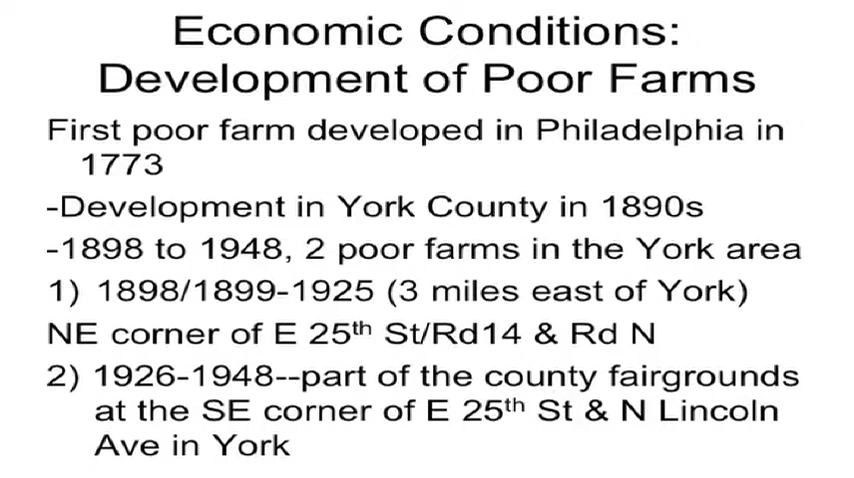 Economic Conditions:
Development of Poor Farms
First poor farm developed in Philadelphia in
1773
-Development in York County in 1890s
-1898 to 1948, 2 poor farms in the York area
1) 1898/1899-1925 (3 miles east of York)
NE corner of E 25th St/Rd14 & Rd N
2) 1926-1948--part of the county fairgrounds
at the SE corner of E 25th St & N Lincoln
Ave in York